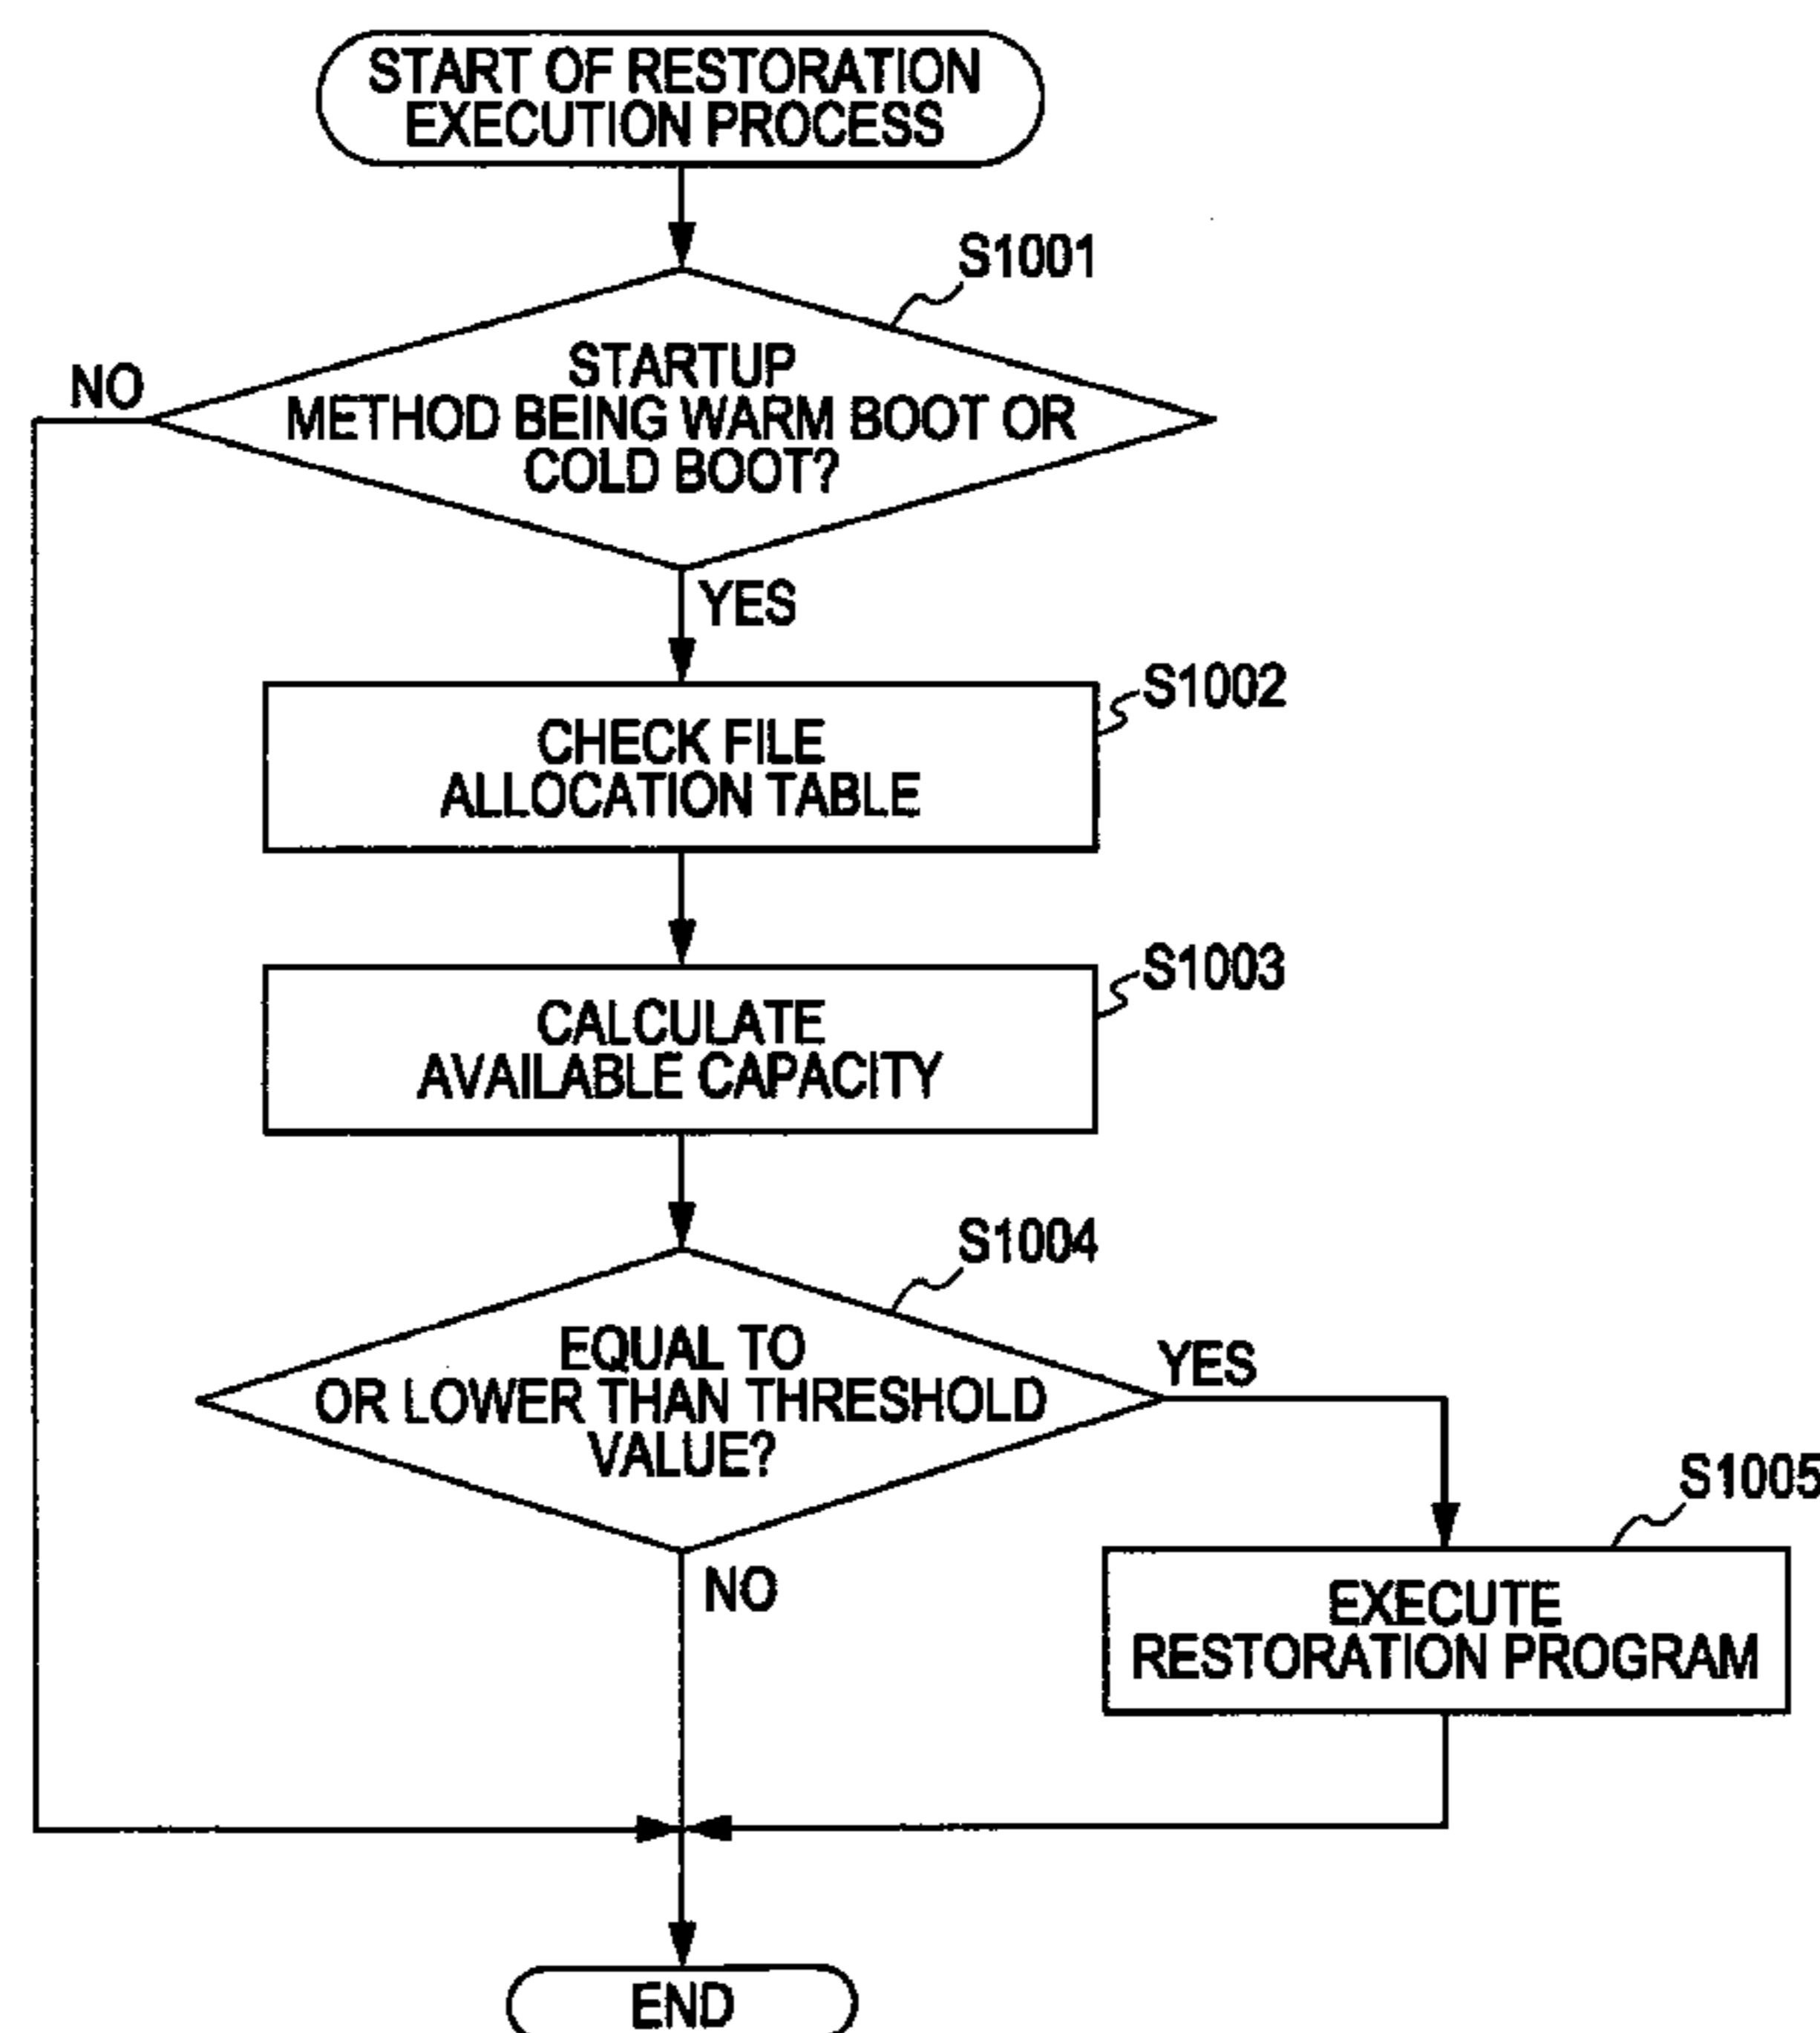 START OF RESTORATION
EXECUTION PROCESS
S1001
STARTUP
METHOD BEING WARM BOOT OR
COLD BOOT?
NO
YES
S1002
CHECK FILE
ALLOCATION TABLE
S1003
CALCULATE
AVAILABLE CAPACITY
S1004
EQUAL TO
OR LOWER THAN THRESHOLD
VALUE?
YES
NO
S1005
EXECUTE
RESTORATION PROGRAM
END